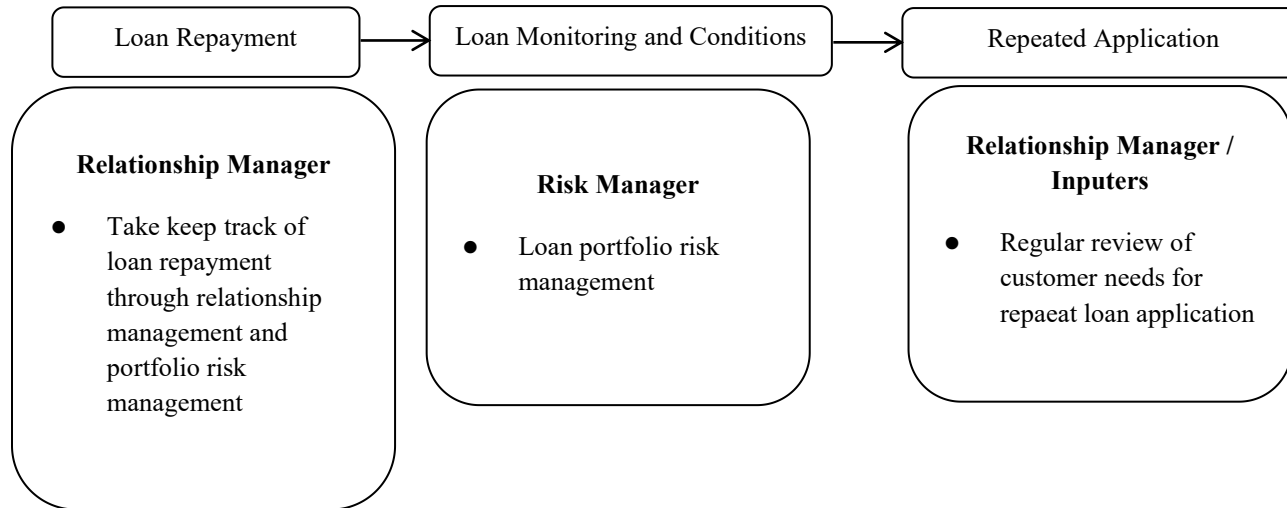 Loan Repayment
Loan Monitoring and Conditions
Repeated Application
Relationship Manager
● Take keep track of
loan repayment
through relationship
management and
portfolio risk
management
Risk Manager
● Loan portfolio risk
management
Relationship Manager /
Inputers
● Regular review of
customer needs for
repaeat loan application